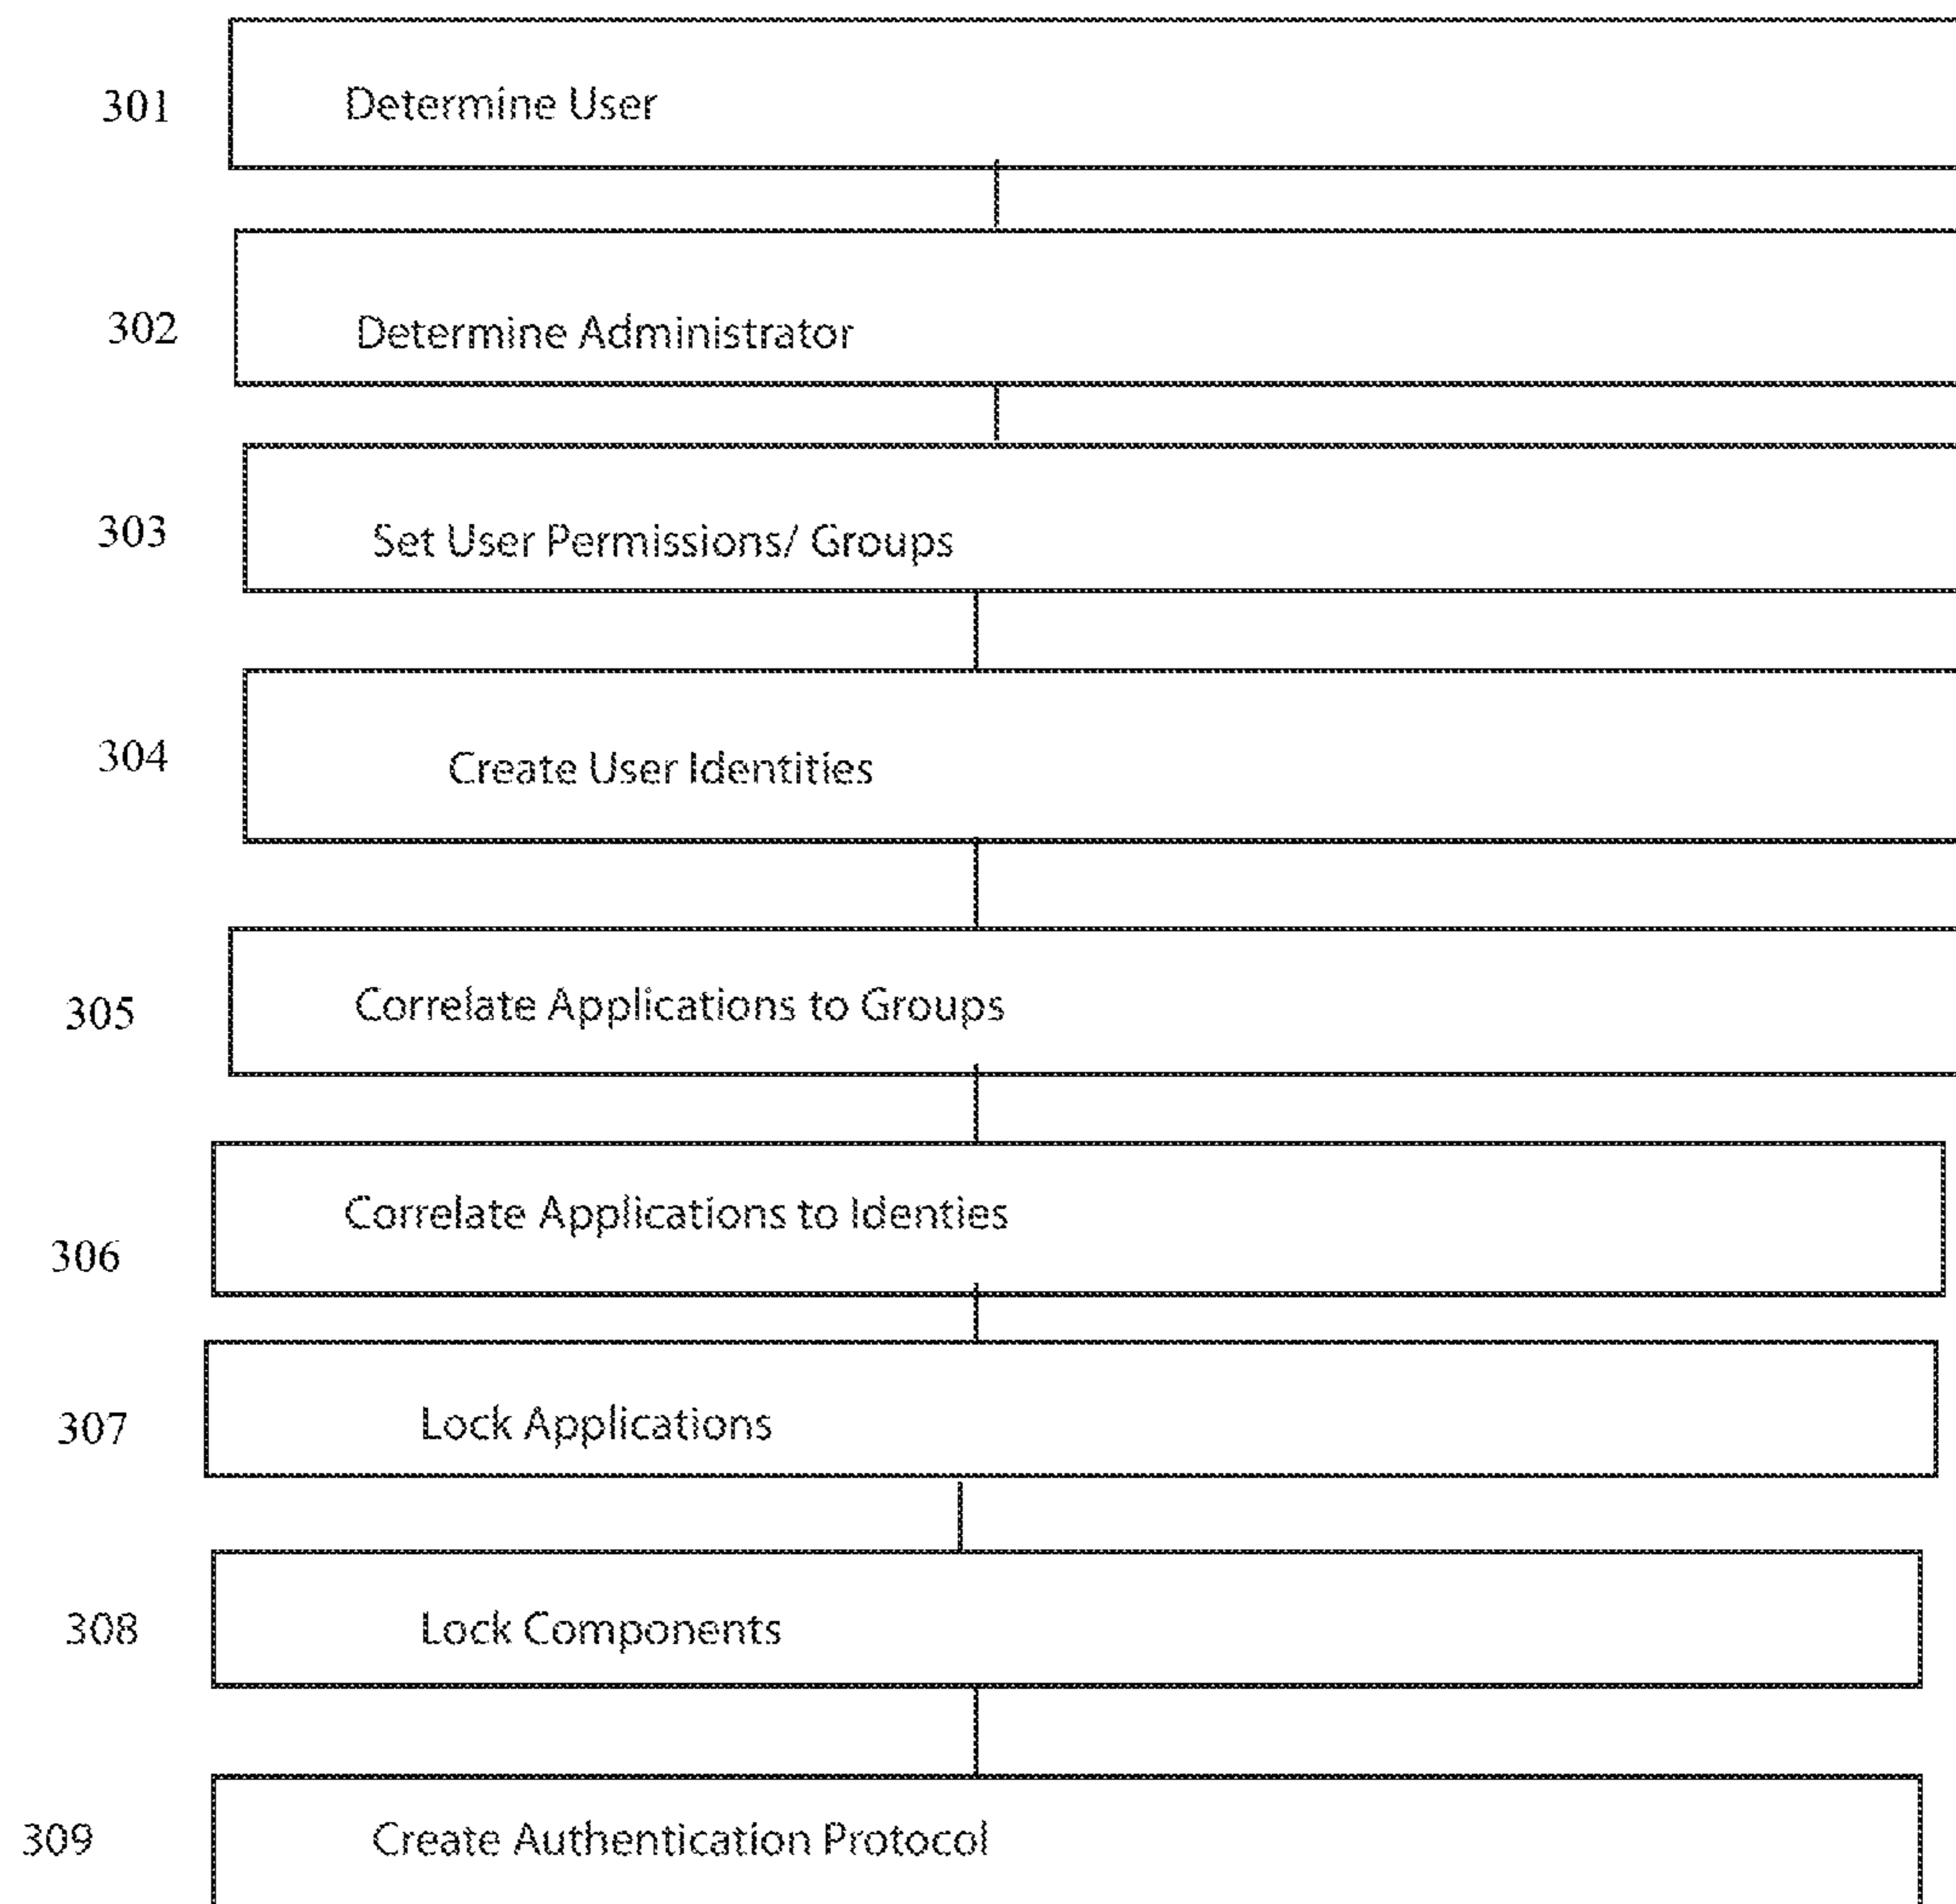 301 Determine User
302 Determine Administrator
303 Set User Permissions/ Groups
304 Create User Identities
305 Correlate Applications to Groups
306 Correlate Applications to Identies
307 Lock Applications
308 Lock Components
309 Create Authentication Protocol